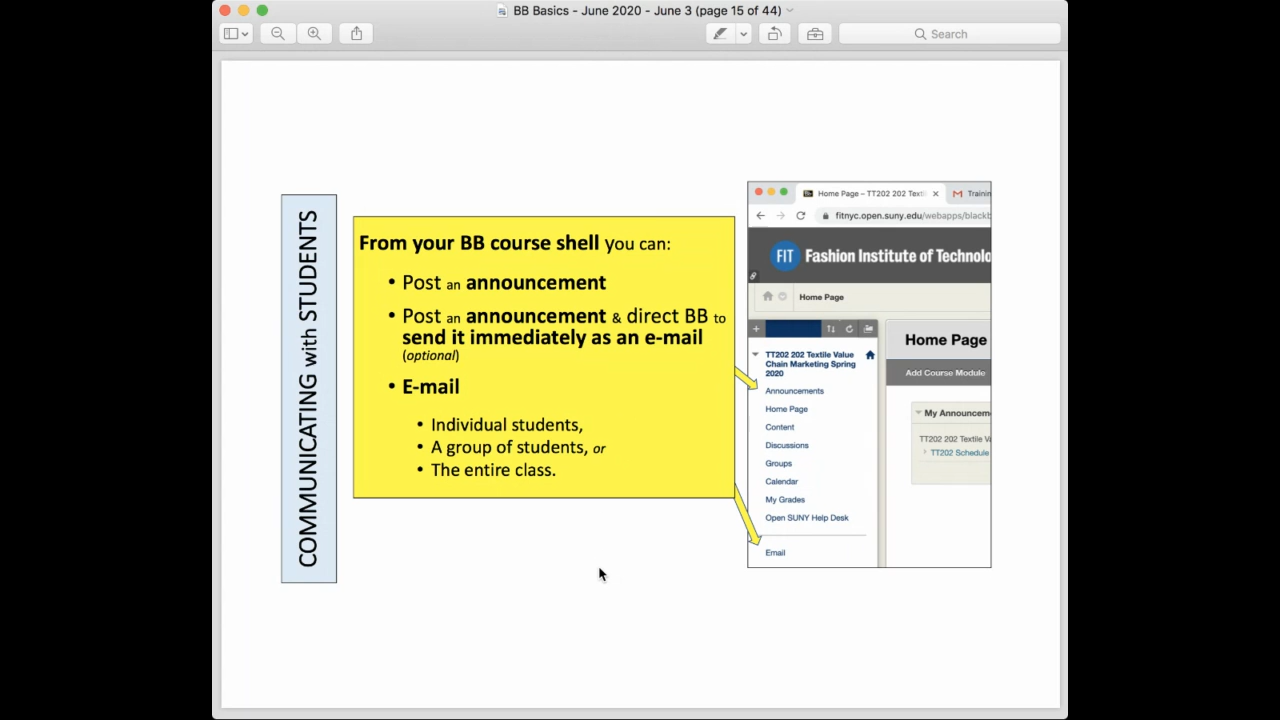 BB Basics - June 2020 - June 3 (page 15 of 44)
Search
COMMUNICATING with STUDENTS
From your BB course shell you can:
• Post an announcement
• Post an announcement & direct BB to
send it immediately as an e-mail
(optional)
• E-mail
• Individual students,
• A group of students, or
• The entire class.
Home Page – TT202 202 Texti
Trainin
fitnyc.open.suny.edu/webapps/blackb
FIT
Fashion Institute of Technolo
Home Page
TT202 202 Textile Value
Chain Marketing Spring
2020
Announcements
Home Page
Content
Discussions
Groups
Calendar
My Grades
Open SUNY Help Desk
Email
Home Page
Add Course Module
My Announcem
TT202 202 Textile Va
TT202 Schedule